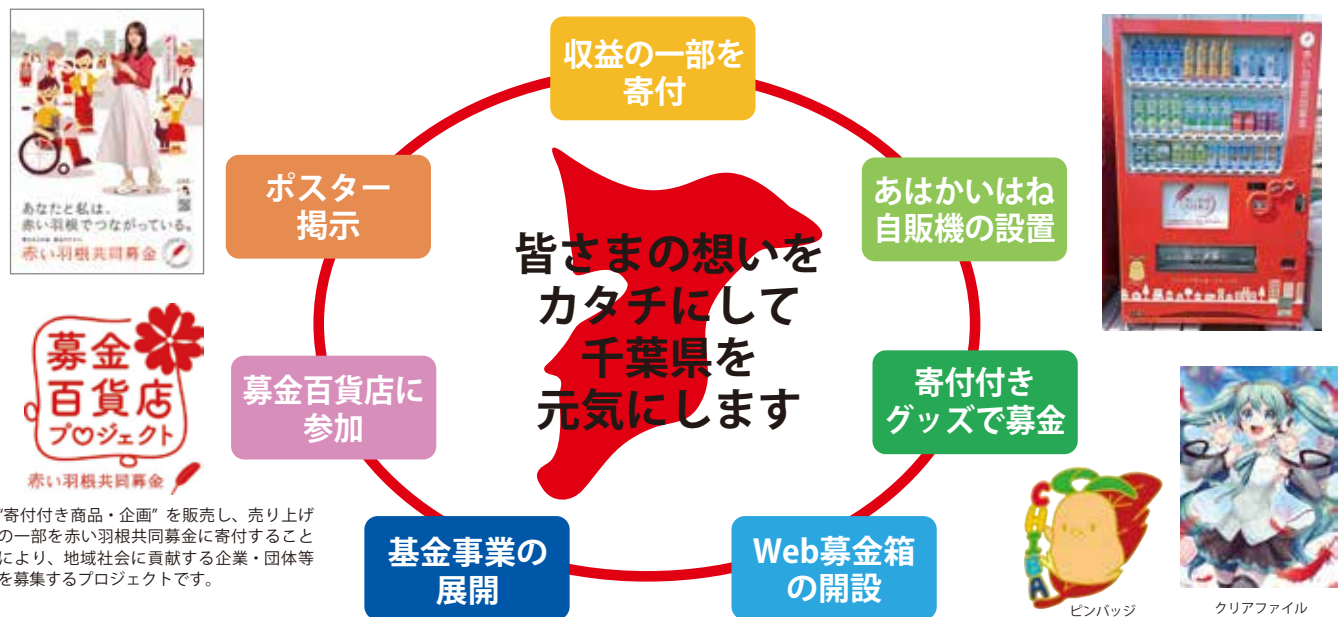 あなたと私は、
赤い羽根でつながっている。
赤い羽根共同募金
収益の一部を
寄付
ポスター
掲示
あはかいはね
自販機の設置
皆さまの想いを
カタチにして
千葉県を
元気にします
募金
百貨店
プロジェクト
赤い羽根共同募金
募金百貨店に
参加
寄付付き
グッズで募金
"寄付付き商品・企画" を販売し、売り上げ
の一部を赤い羽根共同募金に寄付すること
により、地域社会に貢献する企業・団体等
を募集するプロジェクトです。
基金事業の
展開
Web募金箱
の開設
CHIBA
ピンバッジ
クリアファイル